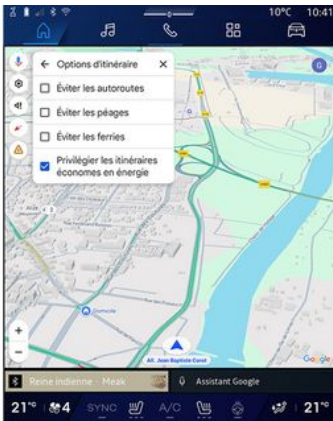 10°C 10:41
Options d'itinéraire
Éviter les autoroutes
Éviter les péages
Éviter les ferries
Privilégier les itinéraires
économes en énergie
G
Domicile
All. Jean Baptiste Corot
Google
Reine Indienne · Meak
Assistant Google
21°C 4 SYNC A/C 21°C